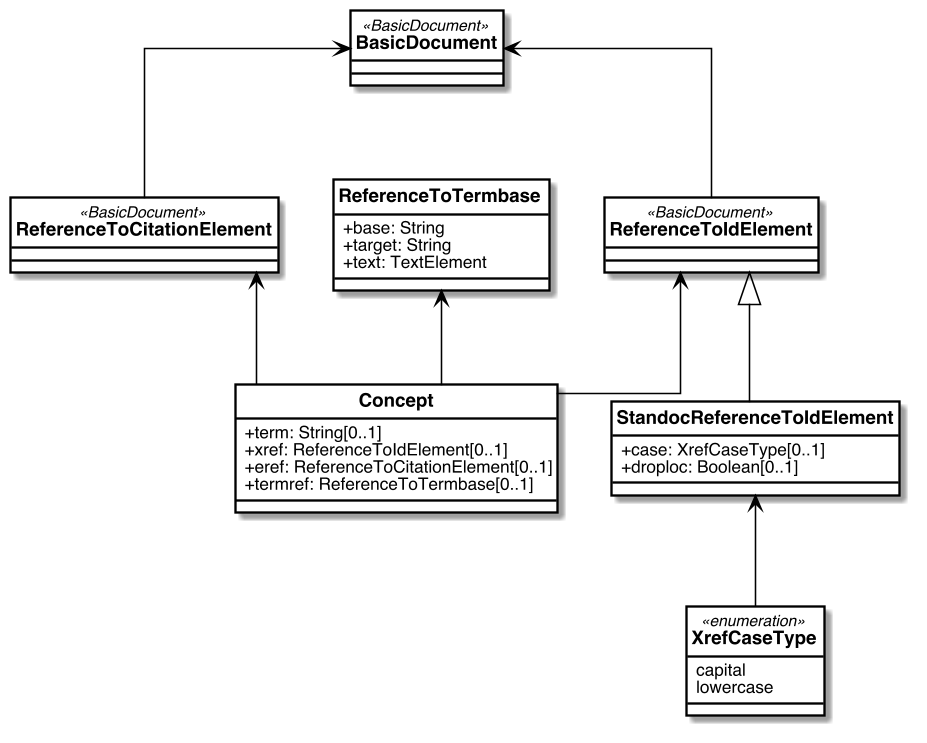 «BasicDocument»
BasicDocument
«BasicDocument»
ReferenceToCitationElement
ReferenceToTermbase
+base: String
+target: String
+text: TextElement
«BasicDocument»
ReferenceToIdElement
Concept
+term: String[0..1]
+xref: ReferenceToIdElement[0..1]
+eref: ReferenceToCitationElement[0..1]
+termref: ReferenceToTermbase[0..1]
StandocReferenceToIdElement
+case: XrefCaseType[0..1]
+droploc: Boolean[0..1]
«enumeration»
XrefCaseType
capital
lowercase